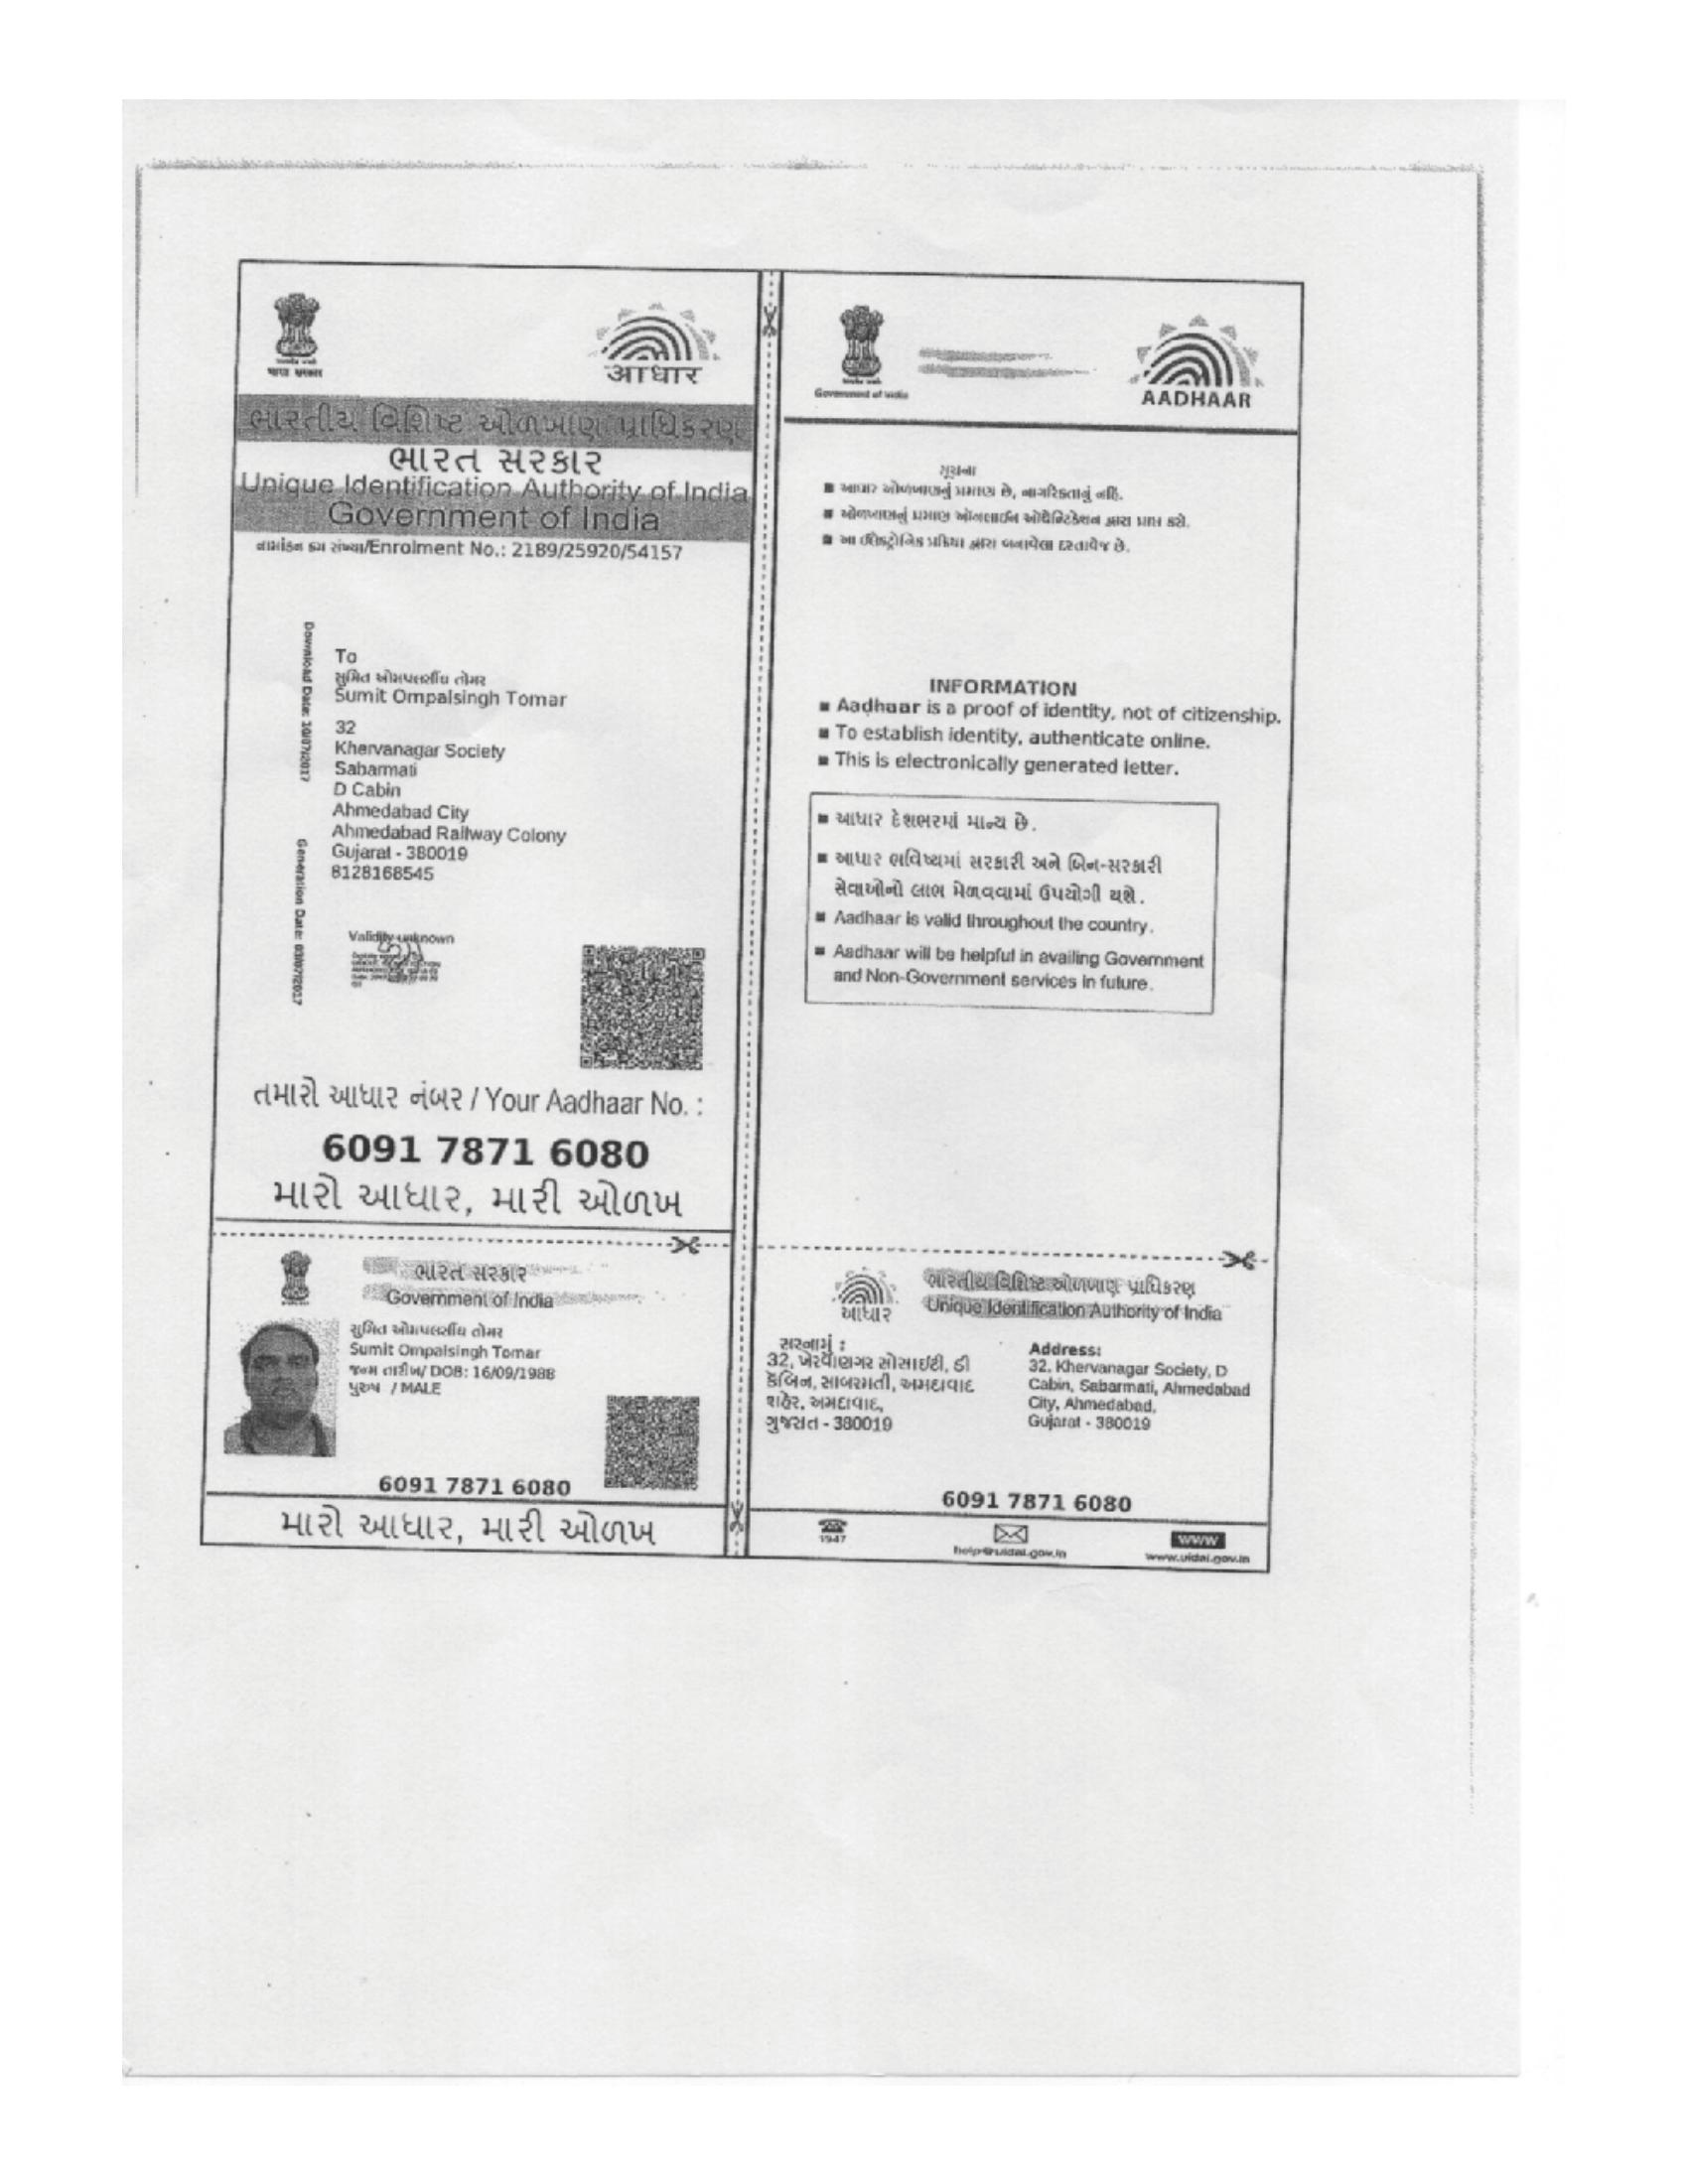 आधार
ભારતીય વિશિષ્ટ ઓળખાણ પ્રાધિકરણ
ભારત સરકાર
Unique Identification Authority of India
Government of India
નામાંકન ક્રમ સંખ્યા/Enrolment No.: 2189/25920/54157
Download Date: 10/07/2017
Generation Date: 03/07/2017
To
સુમિત ઓમપલસીંઘ તોમર
Sumit Ompalsingh Tomar
32
Khervanagar Society
Sabarmati
D Cabin
Ahmedabad City
Ahmedabad Railway Colony
Gujarat - 380019
8128168545
Validity unknown
તમારો આધાર નંબર / Your Aadhaar No. :
6091 7871 6080
મારો આધાર, મારી ઓળખ
ભારત સરકાર
Government of India
સુમિત ઓમપલસીંઘ તોમર
Sumit Ompalsingh Tomar
જન્મ તારીખ/ DOB: 16/09/1988
પુરુષ / MALE
6091 7871 6080
મારો આધાર, મારી ઓળખ
Government of India
AADHAAR
સૂચના
■ આધાર ઓળખાણનું પ્રમાણ છે, નાગરિકતાનું નહિ.
■ ઓળખાણનું પ્રમાણ ઓનલાઈન ઓથેન્ટિકેશન દ્વારા પ્રાપ્ત કરો.
■ આ ઈલેક્ટ્રોનિક પ્રક્રિયા દ્વારા બનાવેલા દસ્તાવેજ છે.
INFORMATION
■ Aadhaar is a proof of identity, not of citizenship.
■ To establish identity, authenticate online.
■ This is electronically generated letter.
■ આધાર દેશભરમાં માન્ય છે.
■ આધાર ભવિષ્યમાં સરકારી અને બિન-સરકારી
સેવાઓનો લાભ મેળવવામાં ઉપયોગી થશે.
■ Aadhaar is valid throughout the country.
■ Aadhaar will be helpful in availing Government
and Non-Government services in future.
આધાર
ભારતીય વિશિષ્ટ ઓળખાણ પ્રાધિકરણ
Unique Identification Authority of India
સરનામું :
32, ખેરવાણગર સોસાઈટી, ડી
કેબિન, સાબરમતી, અમદાવાદ
શહેર, અમદાવાદ,
ગુજરાત - 380019
Address:
32, Khervanagar Society, D
Cabin, Sabarmati, Ahmedabad
City, Ahmedabad,
Gujarat - 380019
6091 7871 6080
1947
help@uidai.gov.in
www
www.uidai.gov.in